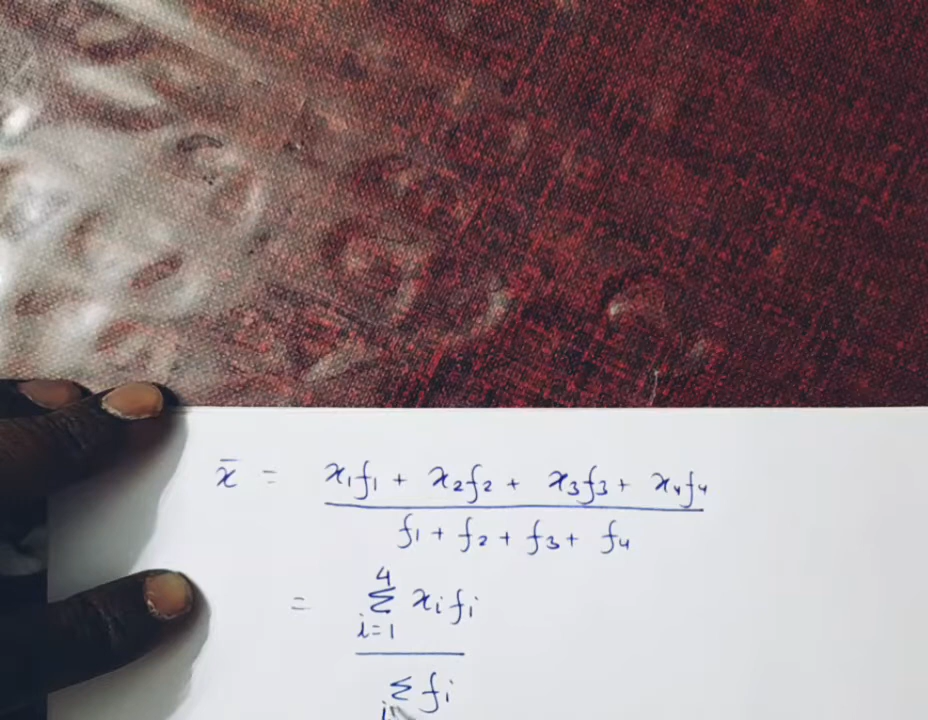 x̄ = x₁f₁ + x₂f₂ + x₃f₃ + x₄f₄
f₁ + f₂ + f₃ + f₄
4
= Σ xᵢfᵢ
i=1
Σ fᵢ